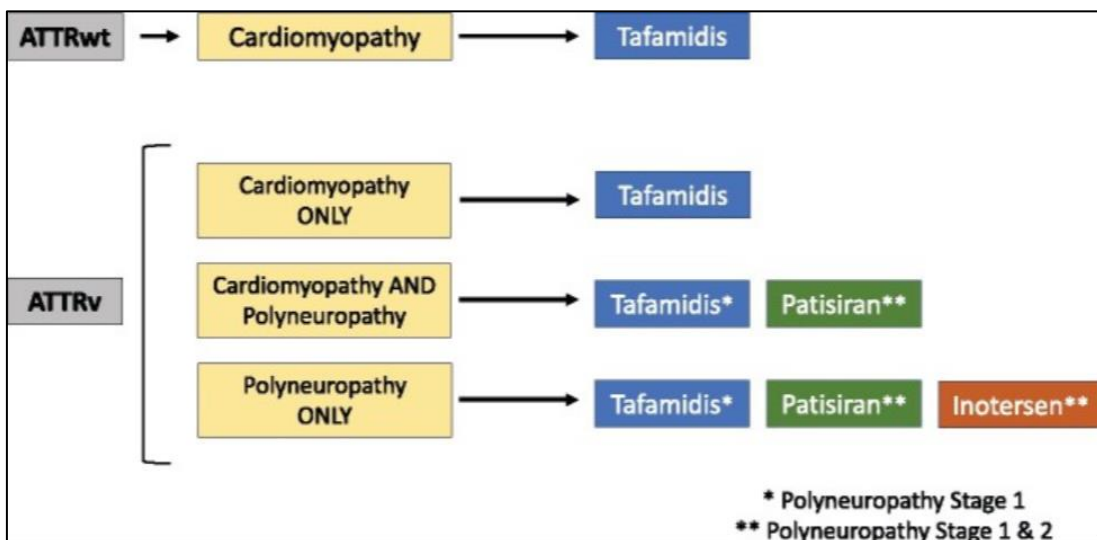 ATTRwt
Cardiomyopathy
Tafamidis
Cardiomyopathy
ONLY
Tafamidis
ATTRv
Cardiomyopathy AND
Polyneuropathy
Tafamidis*
Patisiran**
Polyneuropathy
ONLY
Tafamidis*
Patisiran**
Inotersen**
* Polyneuropathy Stage 1
** Polyneuropathy Stage 1 & 2